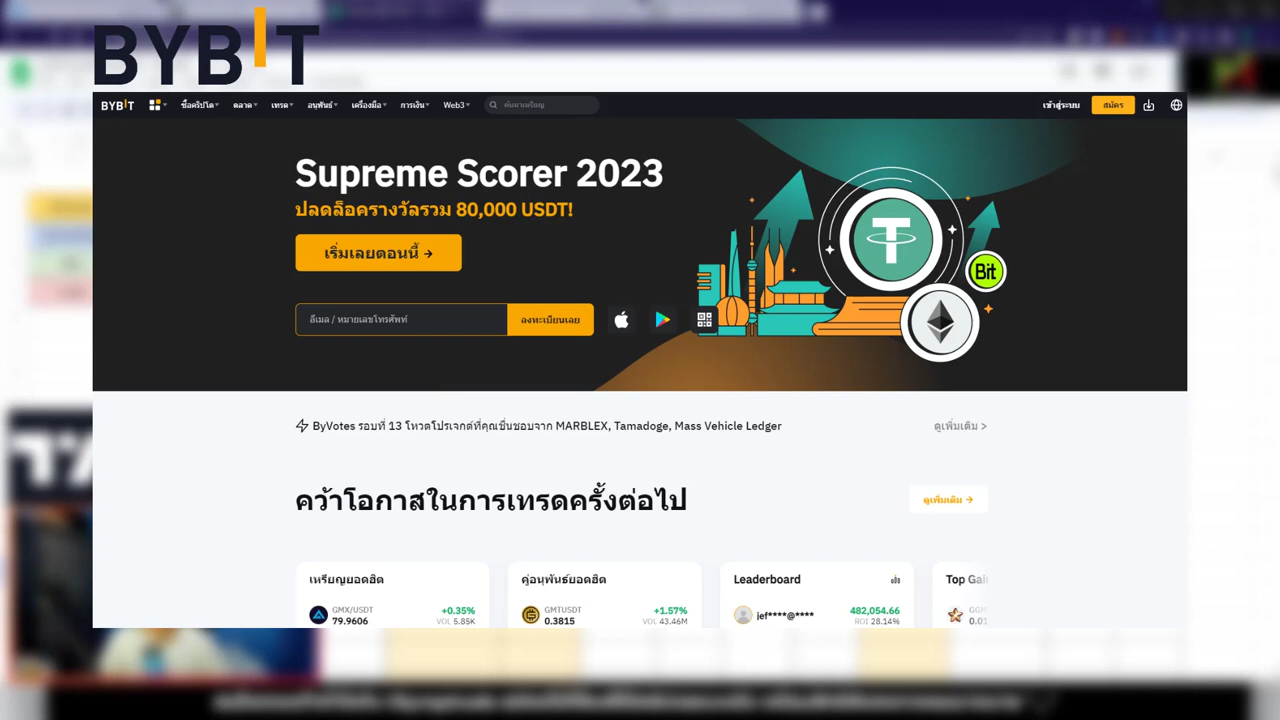 BYBIT
BYBIT ซื้อคริปโต ตลาด เทรด อนุพันธ์ เครื่องมือ การเงิน Web3 ค้นหาเหรียญ เข้าสู่ระบบ สมัคร
Supreme Scorer 2023
ปลดล็อครางวัลรวม 80,000 USDT!
เริ่มเลยตอนนี้ →
อีเมล / หมายเลขโทรศัพท์ ลงทะเบียนเลย
Bit
ByVotes รอบที่ 13 โหวตโปรเจกต์ที่คุณชื่นชอบจาก MARBLEX, Tamadoge, Mass Vehicle Ledger ดูเพิ่มเติม >
คว้าโอกาสในการเทรดครั้งต่อไป ดูเพิ่มเติม →
เหรียญยอดฮิต คู่อนุพันธ์ยอดฮิต Leaderboard Top Gai
GMX/USDT +0.35% GMTUSDT +1.57% jef****@**** 482,054.66
79.9606 VOL 5.85K 0.3815 VOL 43.46M ROI 28.14% 0.01